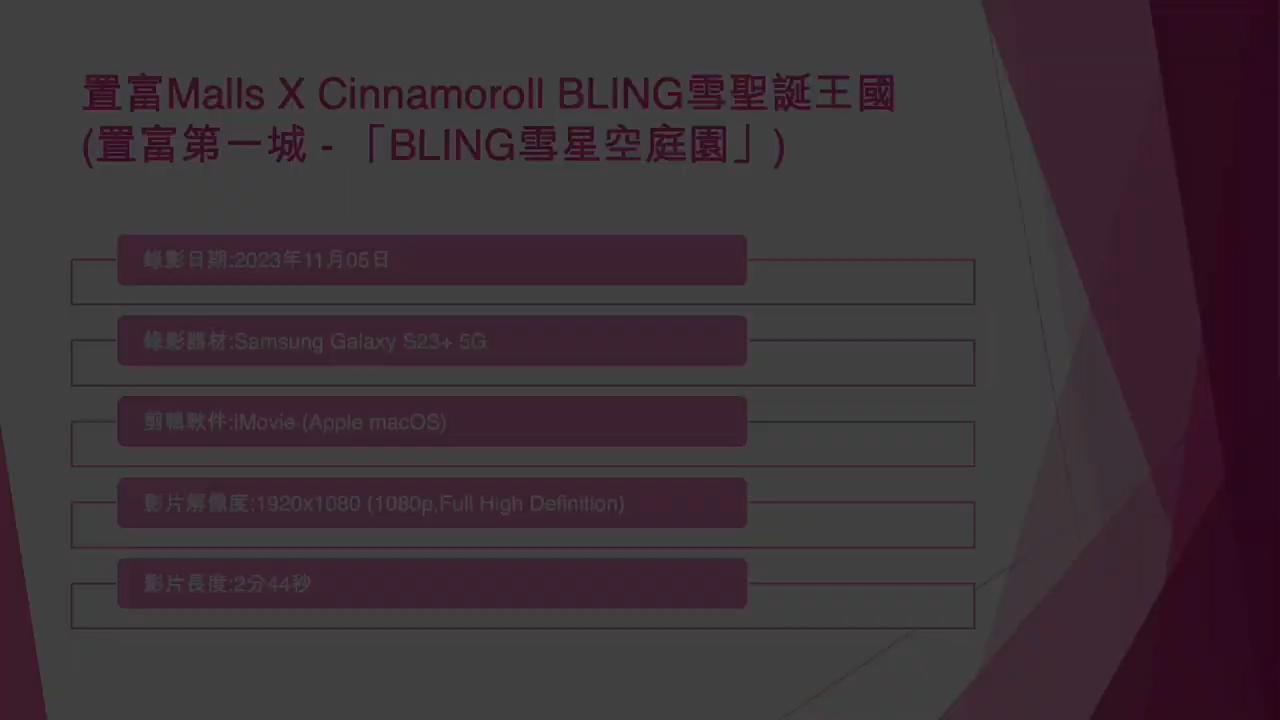 置富Malls X Cinnamoroll BLING雪聖誕王國
(置富第一城 - 「BLING雪星空庭園」)
錄影日期:2023年11月05日
錄影器材:Samsung Galaxy S23+ 5G
剪輯軟件:iMovie (Apple macOS)
影片解像度:1920x1080 (1080p,Full High Definition)
影片長度:2分44秒